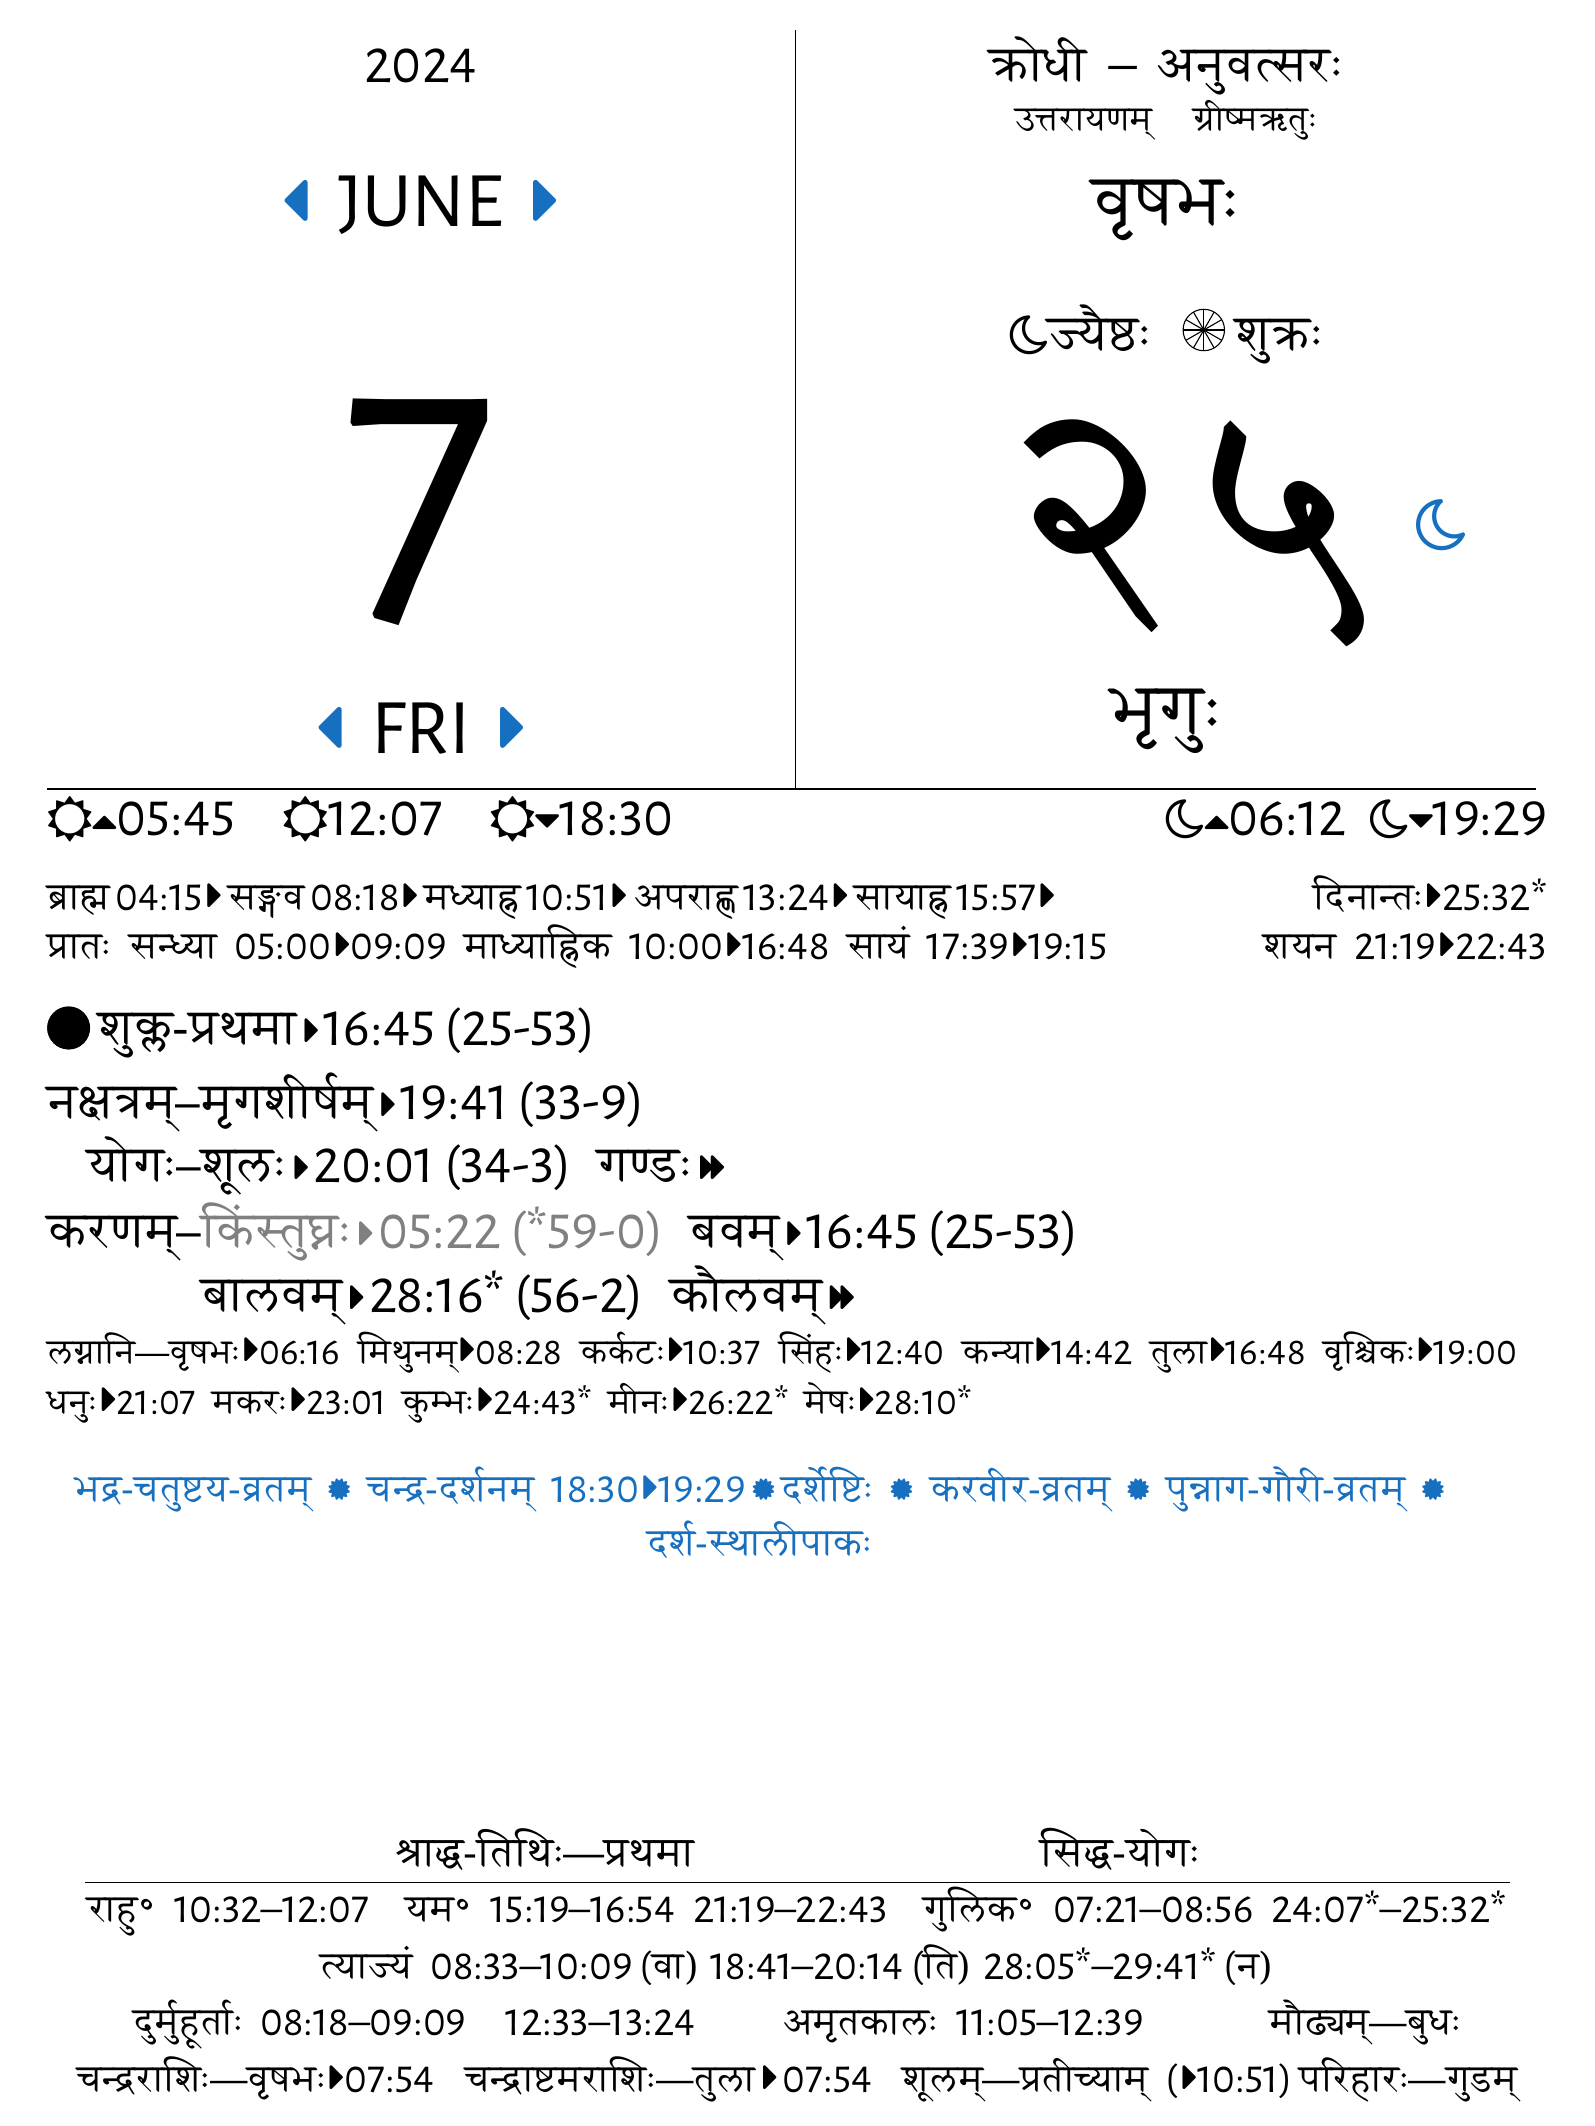 2024
JUNE
7
FRI
क्रोधी – अनुवत्सरः
उत्तरायणम् ग्रीष्मऋतुः
वृषभः
ज्यैष्ठः शुक्रः
२५
भृगुः
05:45 12:07 18:30 06:12 19:29
ब्राह्म 04:15 सङ्गव 08:18 मध्याह्न 10:51 अपराह्ण 13:24 सायाह्न 15:57 दिनान्तः 25:32*
प्रातः सन्ध्या 05:00 09:09 माध्याह्निक 10:00 16:48 सायं 17:39 19:15 शयन 21:19 22:43
शुक्ल-प्रथमा 16:45 (25-53)
नक्षत्रम्–मृगशीर्षम् 19:41 (33-9)
योगः–शूलः 20:01 (34-3) गण्डः
करणम्–किंस्तुघ्नः 05:22 (*59-0) बवम् 16:45 (25-53)
बालवम् 28:16* (56-2) कौलवम्
लग्नानि—वृषभः 06:16 मिथुनम् 08:28 कर्कटः 10:37 सिंहः 12:40 कन्या 14:42 तुला 16:48 वृश्चिकः 19:00
धनुः 21:07 मकरः 23:01 कुम्भः 24:43* मीनः 26:22* मेषः 28:10*
भद्र-चतुष्टय-व्रतम् चन्द्र-दर्शनम् 18:30 19:29 दर्शेष्टिः करवीर-व्रतम् पुन्नाग-गौरी-व्रतम्
दर्श-स्थालीपाकः
श्राद्ध-तिथिः—प्रथमा सिद्ध-योगः
राहु॰ 10:32–12:07 यम॰ 15:19–16:54 21:19–22:43 गुलिक॰ 07:21–08:56 24:07*–25:32*
त्याज्यं 08:33–10:09 (वा) 18:41–20:14 (ति) 28:05*–29:41* (न)
दुर्मुहूर्ताः 08:18–09:09 12:33–13:24 अमृतकालः 11:05–12:39 मौढ्यम्—बुधः
चन्द्रराशिः—वृषभः 07:54 चन्द्राष्टमराशिः—तुला 07:54 शूलम्—प्रतीच्याम् ( 10:51) परिहारः—गुडम्